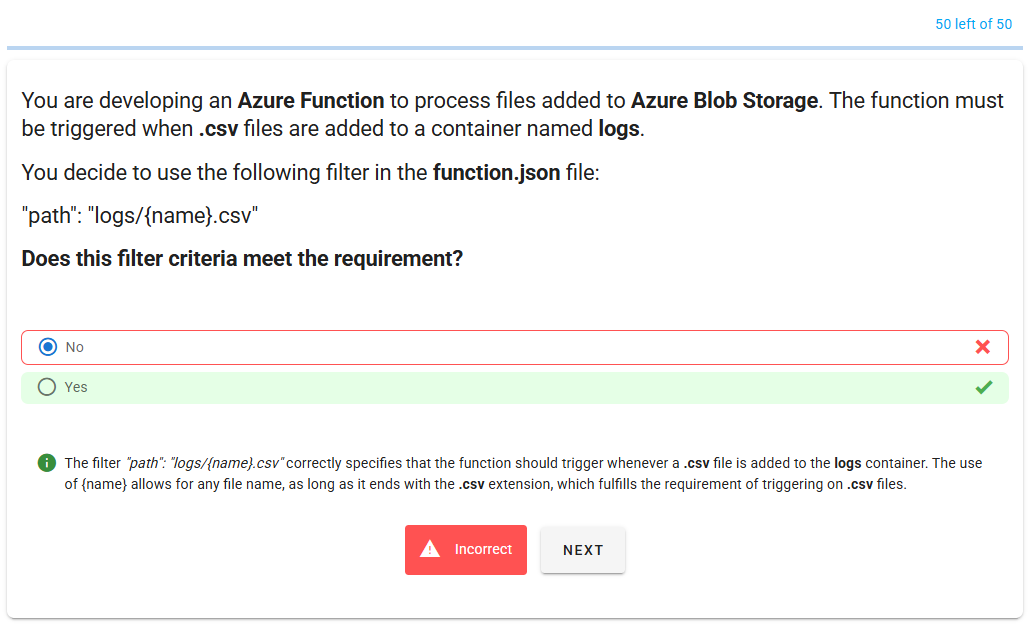 50 left of 50
You are developing an Azure Function to process files added to Azure Blob Storage. The function must
be triggered when .csv files are added to a container named logs.
You decide to use the following filter in the function.json file:
"path": "logs/{name}.csv"
Does this filter criteria meet the requirement?
No
Yes
The filter "path": "logs/{name}.csv" correctly specifies that the function should trigger whenever a .csv file is added to the logs container. The use
of {name} allows for any file name, as long as it ends with the .csv extension, which fulfills the requirement of triggering on .csv files.
Incorrect
NEXT